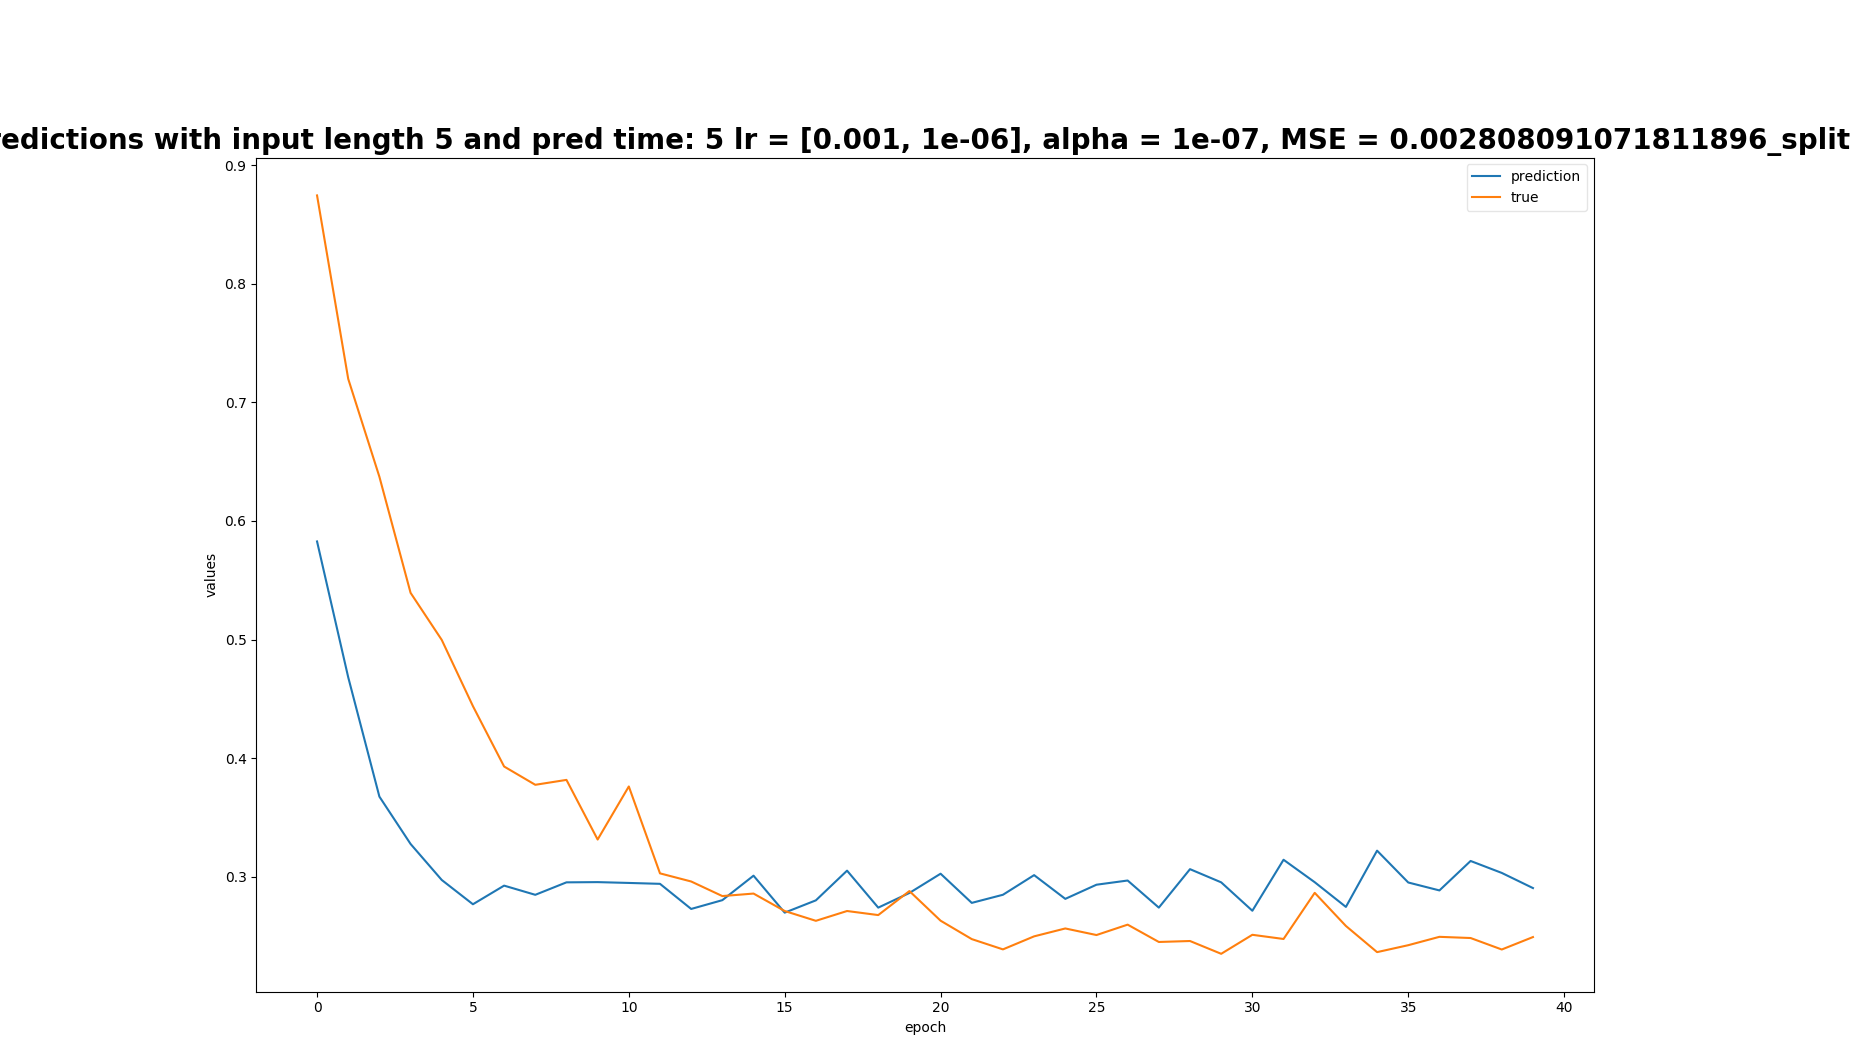 redictions with input length 5 and pred time: 5 lr = [0.001, 1e-06], alpha = 1e-07, MSE = 0.002808091071811896_split
prediction
true
0.9
0.8
0.7
0.6
0.5
0.4
0.3
values
0 5 10 15 20 25 30 35 40
epoch